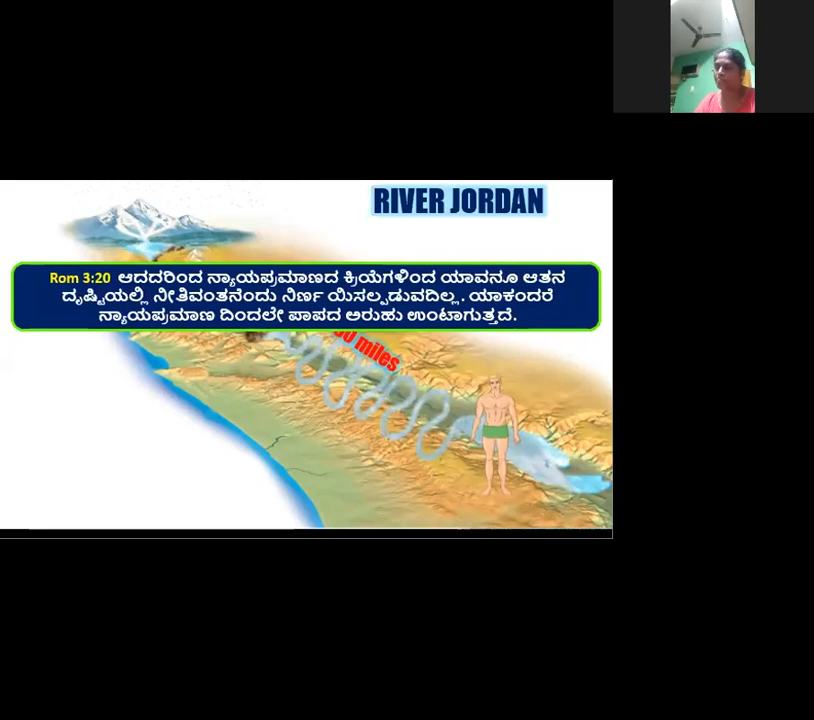 RIVER JORDAN
Rom 3:20 ಆದದರಿಂದ ನ್ಯಾಯಪ್ರಮಾಣದ ಕ್ರಿಯೆಗಳಿಂದ ಯಾವನೂ ಆತನ
ದೃಷ್ಟಿಯಲ್ಲಿ ನೀತಿವಂತನೆಂದು ನಿರ್ಣ ಯಿಸಲ್ಪಡುವದಿಲ್ಲ. ಯಾಕಂದರೆ
ನ್ಯಾಯಪ್ರಮಾಣ ದಿಂದಲೇ ಪಾಪದ ಅರುಹು ಉಂಟಾಗುತ್ತದೆ.
miles